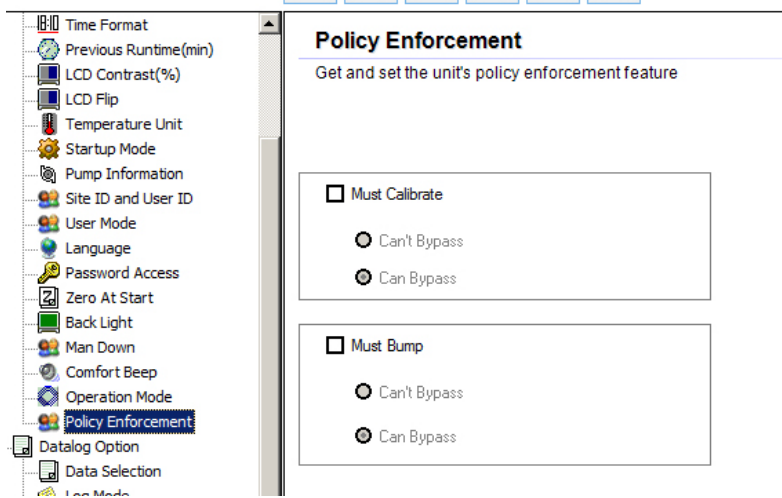 Time Format
Previous Runtime(min)
LCD Contrast(%)
LCD Flip
Temperature Unit
Startup Mode
Pump Information
Site ID and User ID
User Mode
Language
Password Access
Zero At Start
Back Light
Man Down
Comfort Beep
Operation Mode
Policy Enforcement
Datalog Option
Data Selection
Log Mode
Policy Enforcement
Get and set the unit's policy enforcement feature
Must Calibrate
Can't Bypass
Can Bypass
Must Bump
Can't Bypass
Can Bypass